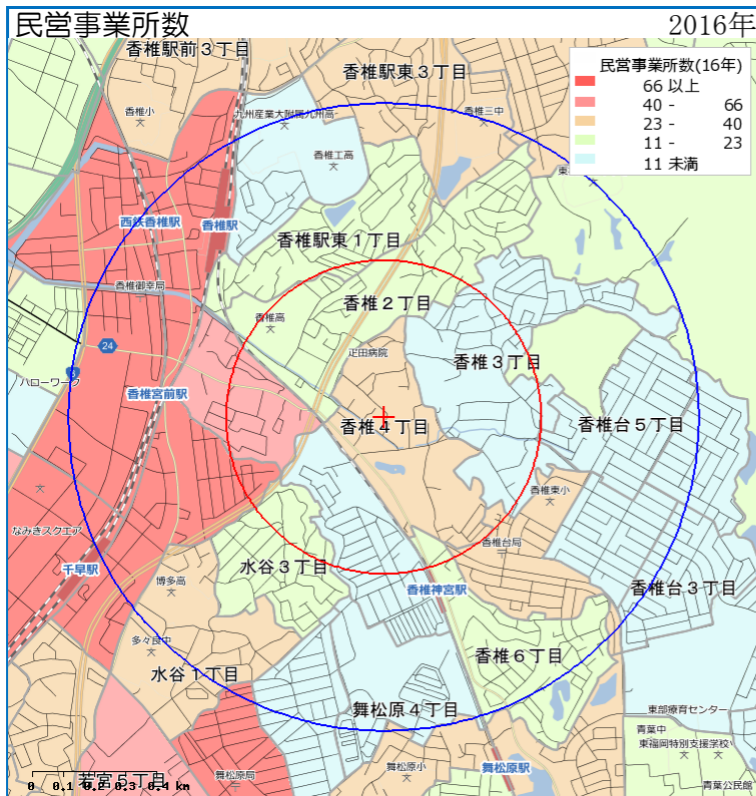 民営事業所数
2016年
民営事業所数(16年)
66 以上
40 - 66
23 - 40
11 - 23
11 未満
香椎駅前3丁目
香椎駅東3丁目
香椎小
九州産業大附属九州高
香椎三中
香椎工高
西鉄香椎駅
香椎駅
香椎駅東1丁目
香椎御幸局
香椎2丁目
香椎高
疋田病院
香椎3丁目
24
3
ハローワーク
香椎宮前駅
香椎4丁目
香椎台5丁目
香椎東小
なみきスクエア
香椎台局
千早駅
水谷3丁目
博多高
香椎神宮駅
香椎台3丁目
多々良中
香椎6丁目
水谷1丁目
舞松原4丁目
東部療育センター
青葉中
東福岡特別支援学校
若宮5丁目
舞松原局
舞松原小
舞松原駅
青葉公民館
0 0.1 0.2 0.3 0.4 km